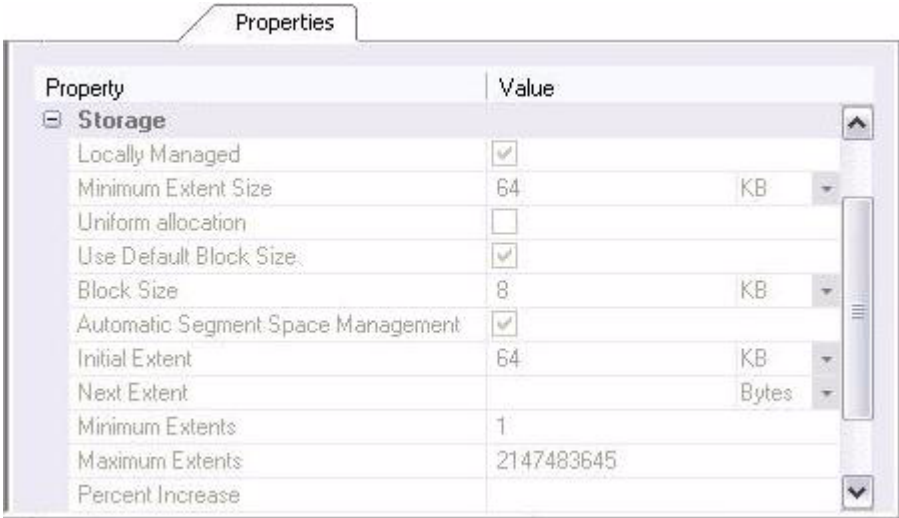 Properties
Property Value
Storage
Locally Managed
Minimum Extent Size 64 KB
Uniform allocation
Use Default Block Size
Block Size 8 KB
Automatic Segment Space Management
Initial Extent 64 KB
Next Extent Bytes
Minimum Extents 1
Maximum Extents 2147483645
Percent Increase